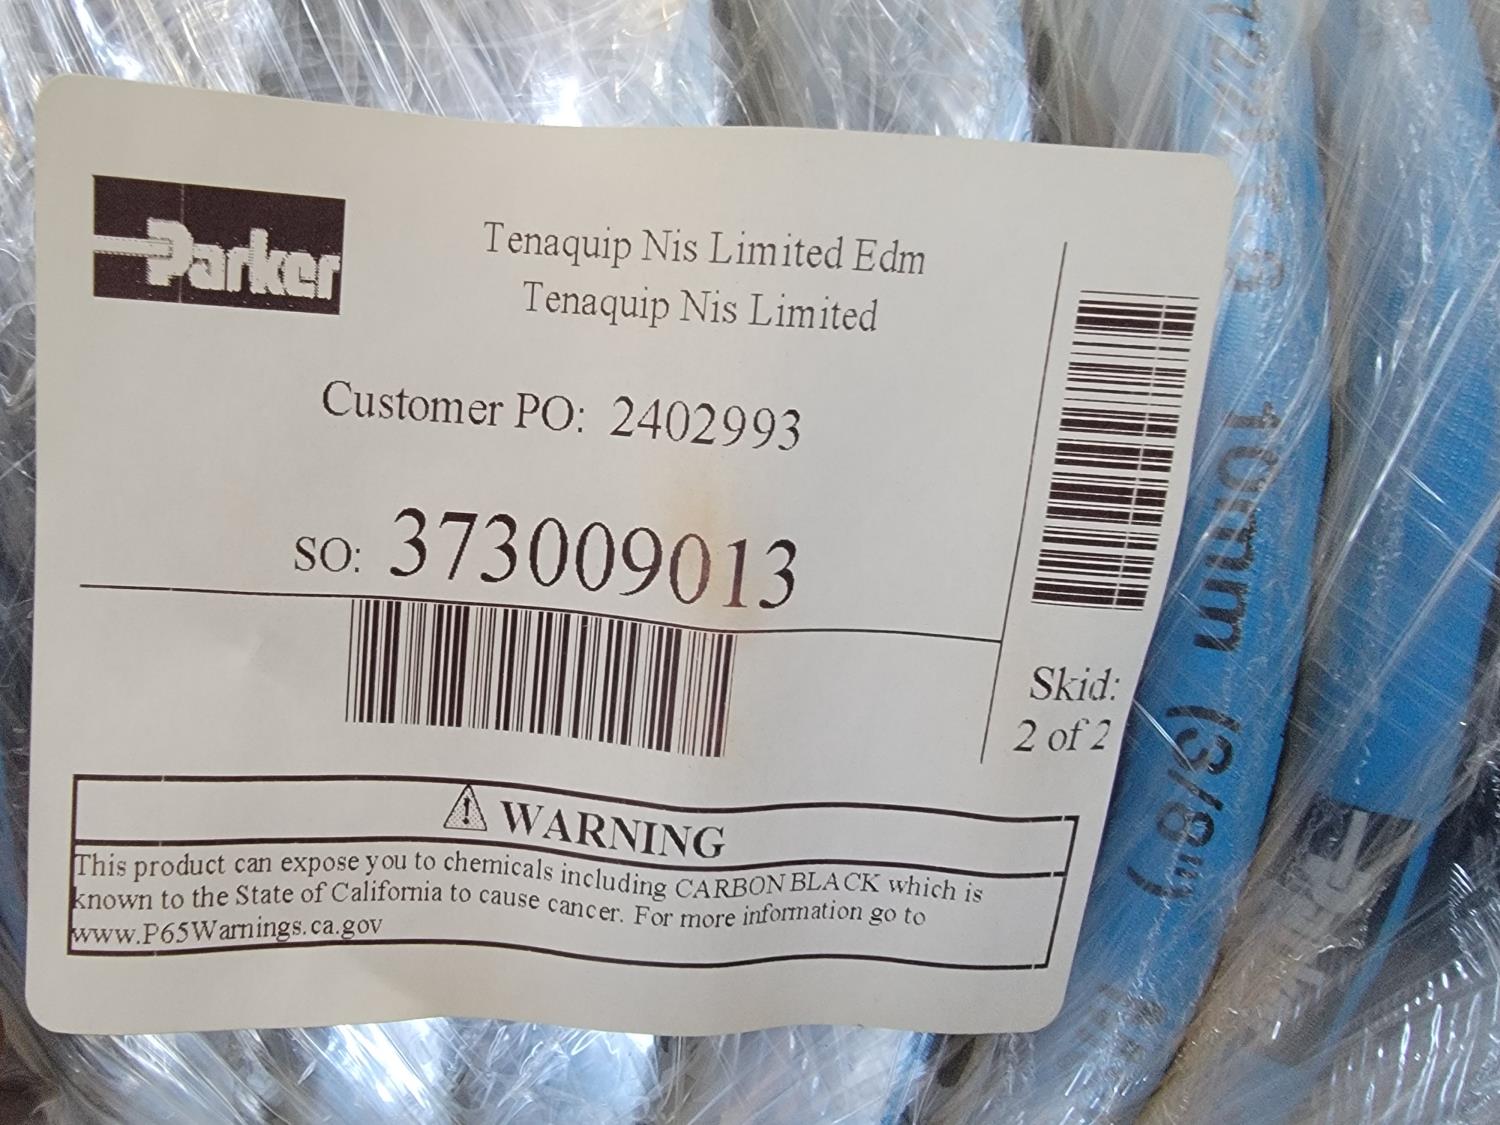 Parker
Tenaquip Nis Limited Edm
Tenaquip Nis Limited
Customer PO: 2402993
SO: 373009013
Skid:
2 of 2
WARNING
This product can expose you to chemicals including CARBON BLACK which is
known to the State of California to cause cancer. For more information go to
www.P65Warnings.ca.gov
10mm (3/8")